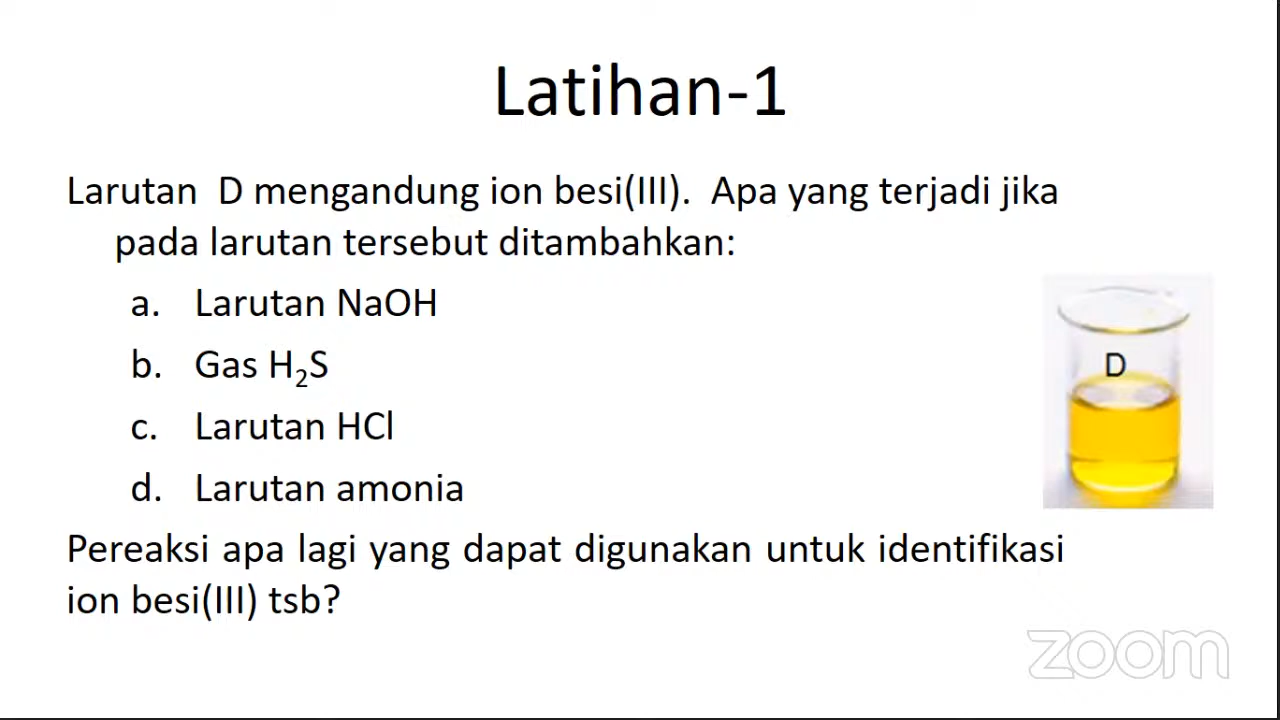 Latihan-1
Larutan D mengandung ion besi(III). Apa yang terjadi jika
pada larutan tersebut ditambahkan:
a. Larutan NaOH
b. Gas H₂S
c. Larutan HCl
d. Larutan amonia
D
Pereaksi apa lagi yang dapat digunakan untuk identifikasi
ion besi(III) tsb?
zoom